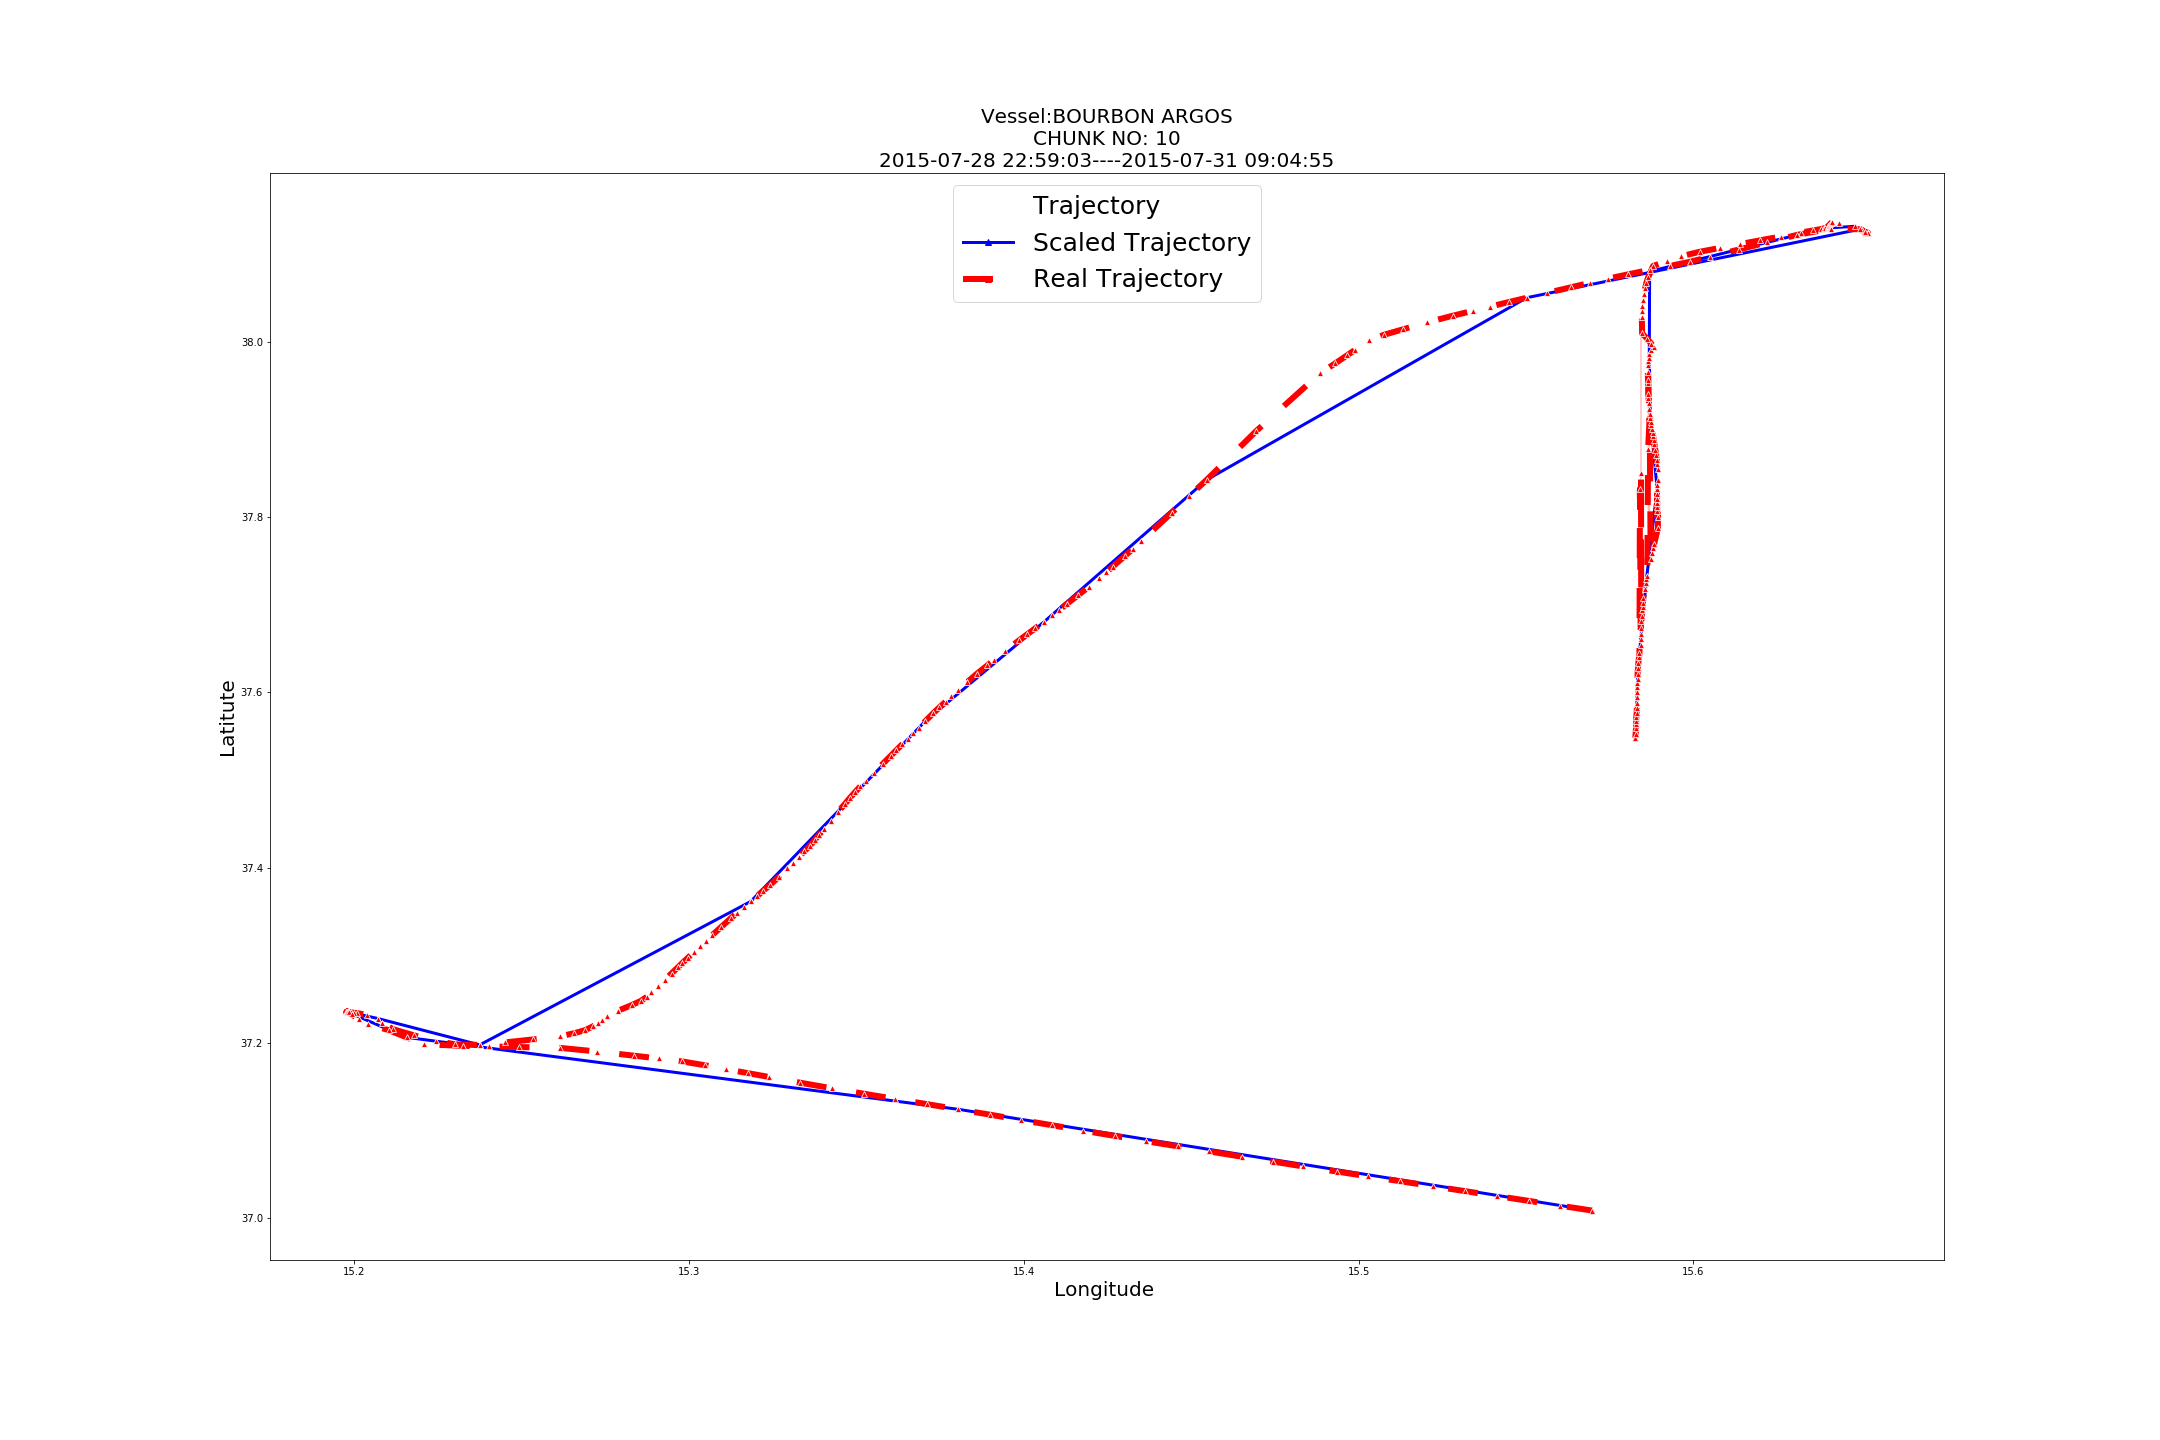 Vessel:BOURBON ARGOS
CHUNK NO: 10
2015-07-28 22:59:03----2015-07-31 09:04:55
Trajectory
Scaled Trajectory
Real Trajectory
38.0
37.8
37.6
37.4
37.2
37.0
Latitute
15.2
15.3
15.4
15.5
15.6
Longitude